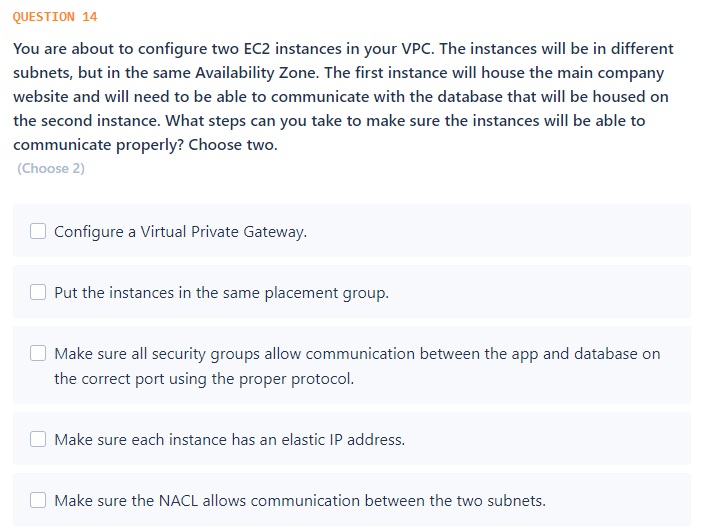 QUESTION 14
You are about to configure two EC2 instances in your VPC. The instances will be in different
subnets, but in the same Availability Zone. The first instance will house the main company
website and will need to be able to communicate with the database that will be housed on
the second instance. What steps can you take to make sure the instances will be able to
communicate properly? Choose two.
(Choose 2)
Configure a Virtual Private Gateway.
Put the instances in the same placement group.
Make sure all security groups allow communication between the app and database on
the correct port using the proper protocol.
Make sure each instance has an elastic IP address.
Make sure the NACL allows communication between the two subnets.